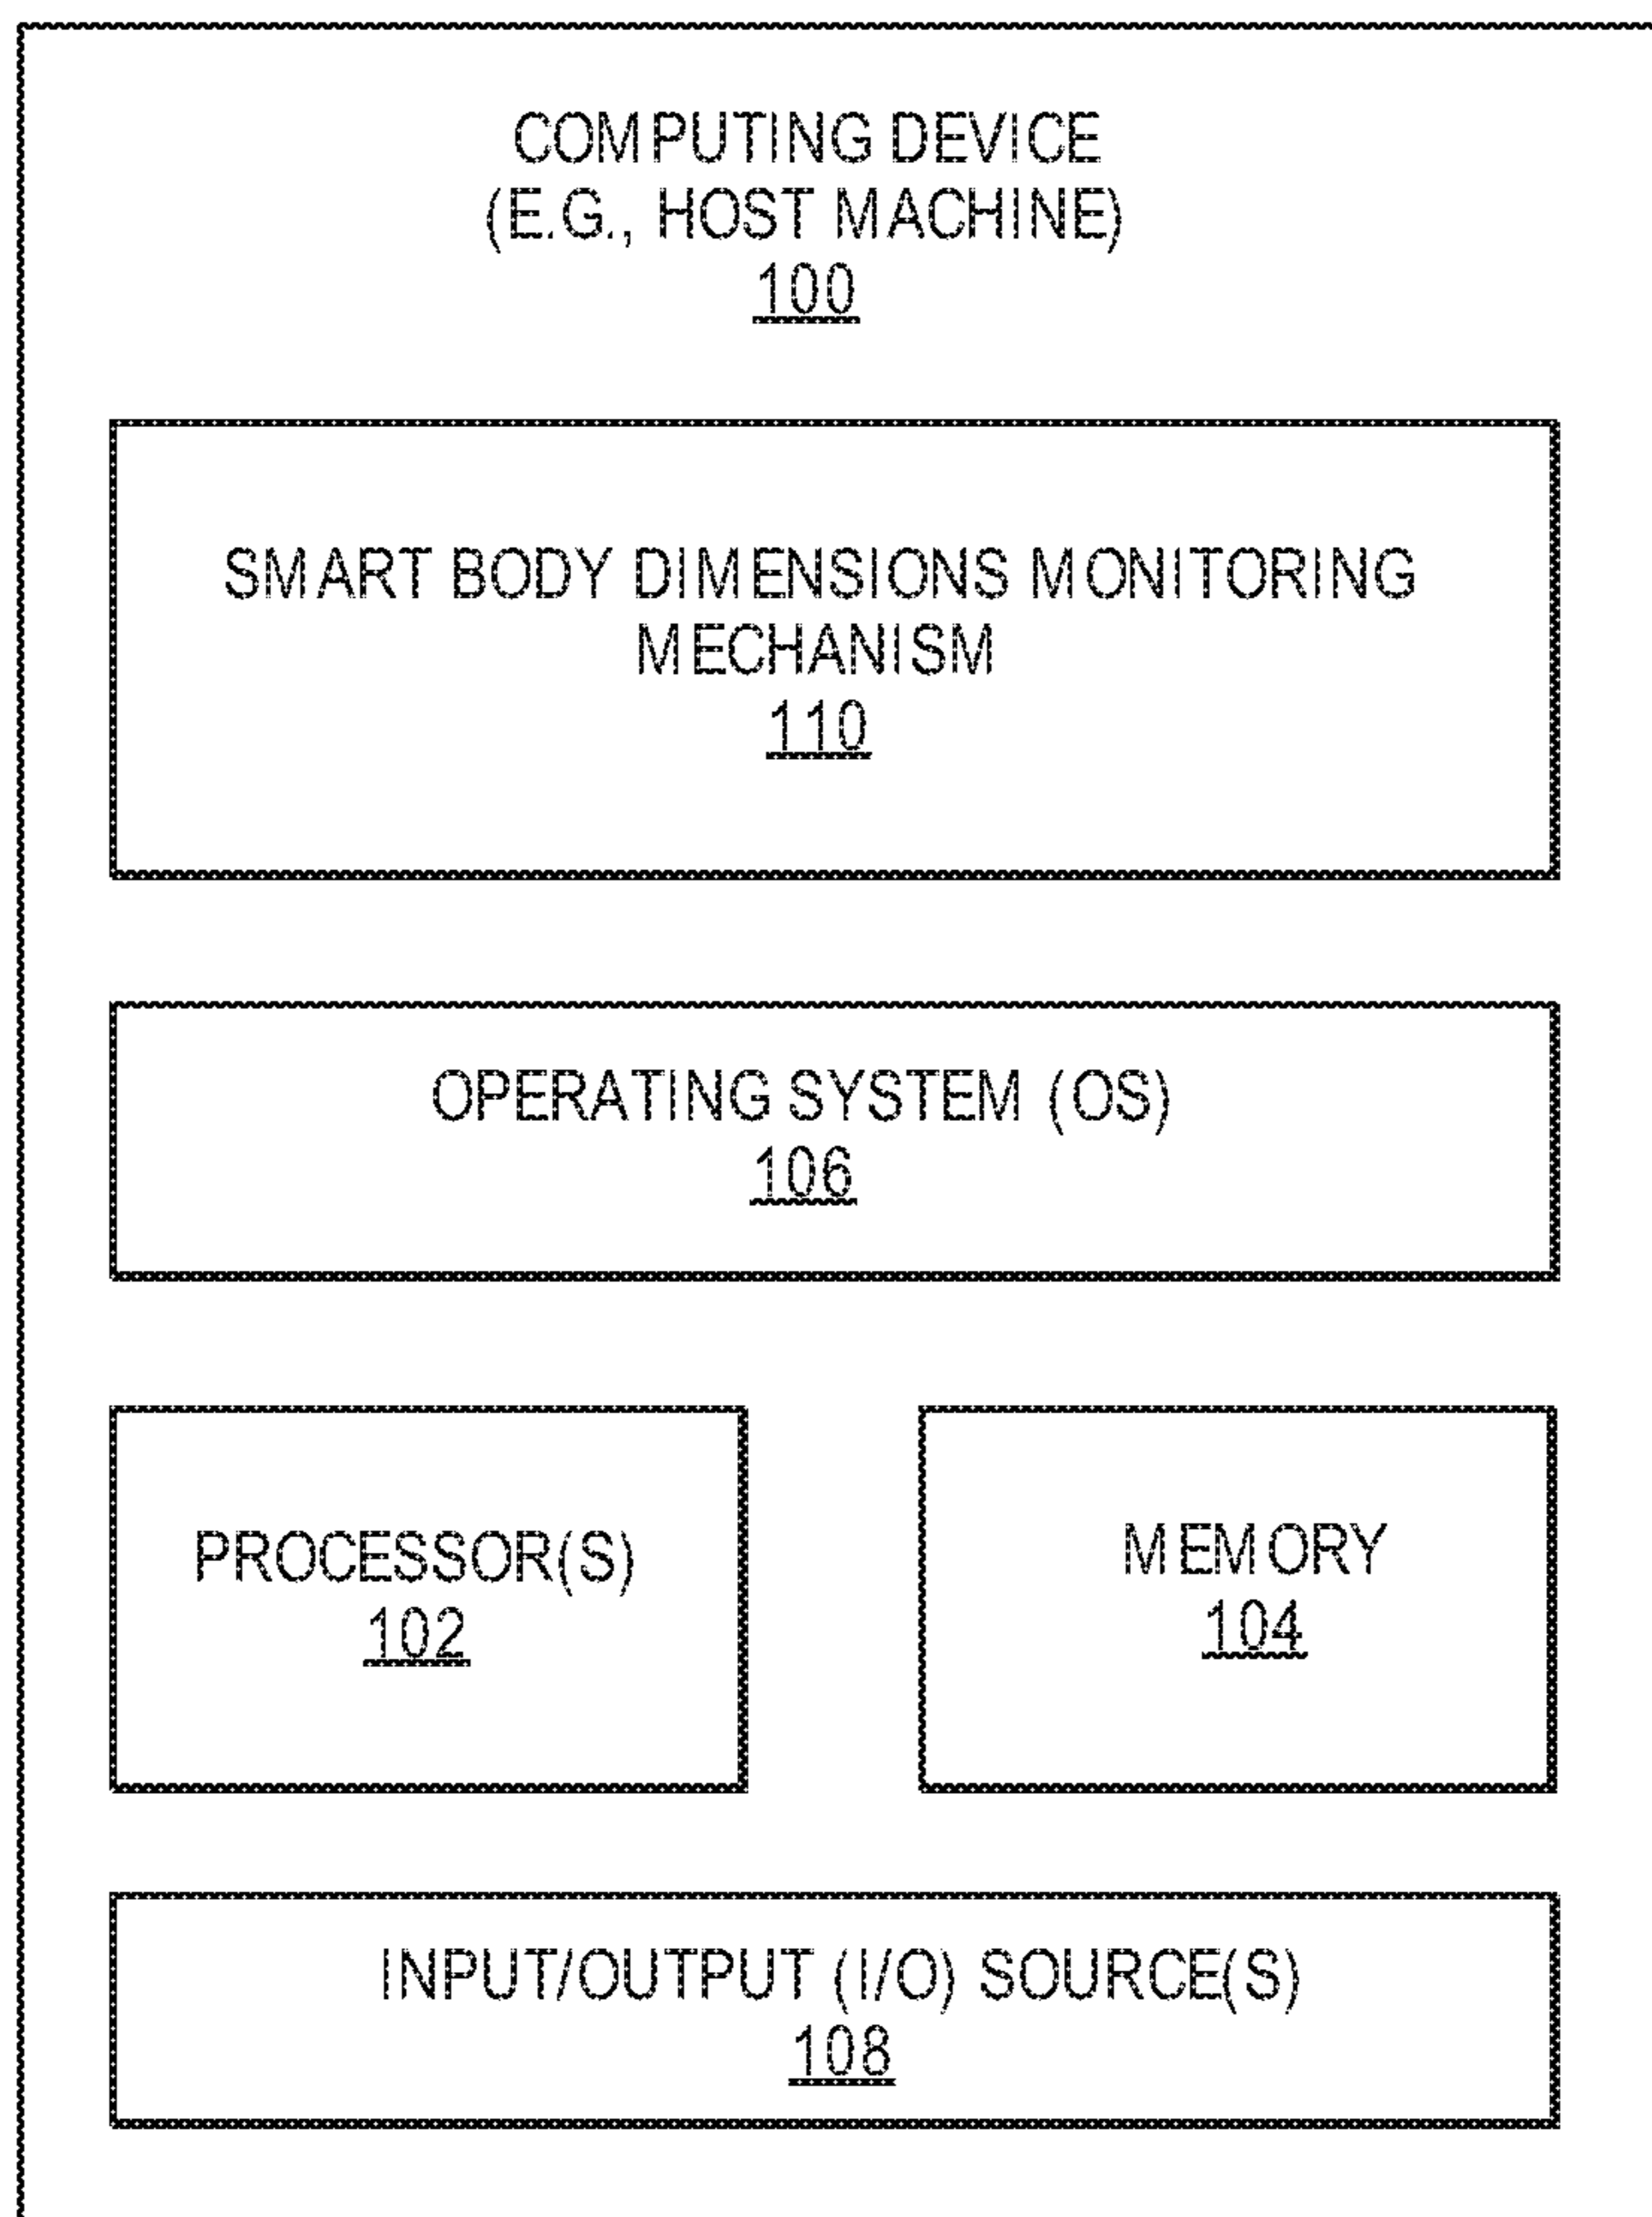 COMPUTING DEVICE
(E.G., HOST MACHINE)
100
SMART BODY DIMENSIONS MONITORING
MECHANISM
110
OPERATING SYSTEM (OS)
106
PROCESSOR(S)
102
MEMORY
104
INPUT/OUTPUT (I/O) SOURCE(S)
108